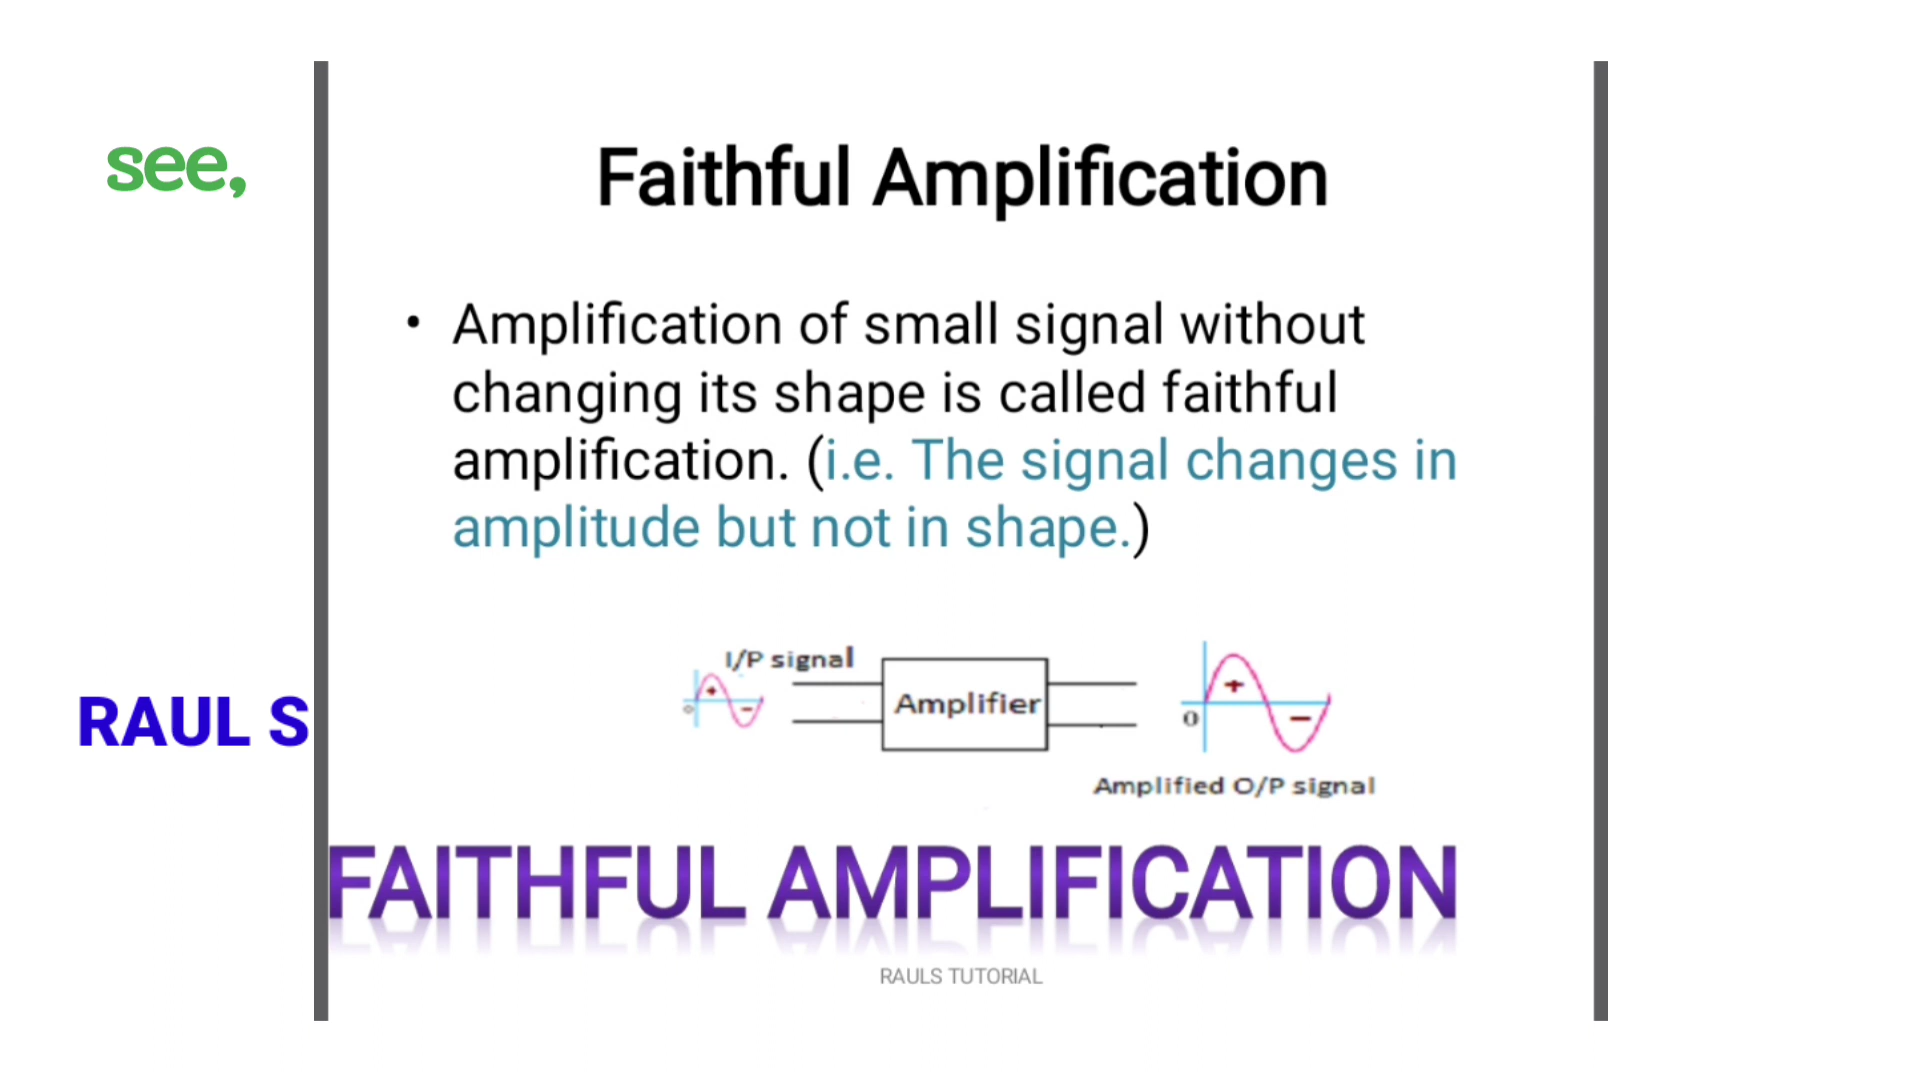 see,
Faithful Amplification
• Amplification of small signal without
changing its shape is called faithful
amplification. (i.e. The signal changes in
amplitude but not in shape.)
I/P signal
+
-
0
Amplifier
+
-
0
Amplified O/P signal
RAUL S
FAITHFUL AMPLIFICATION
RAULS TUTORIAL